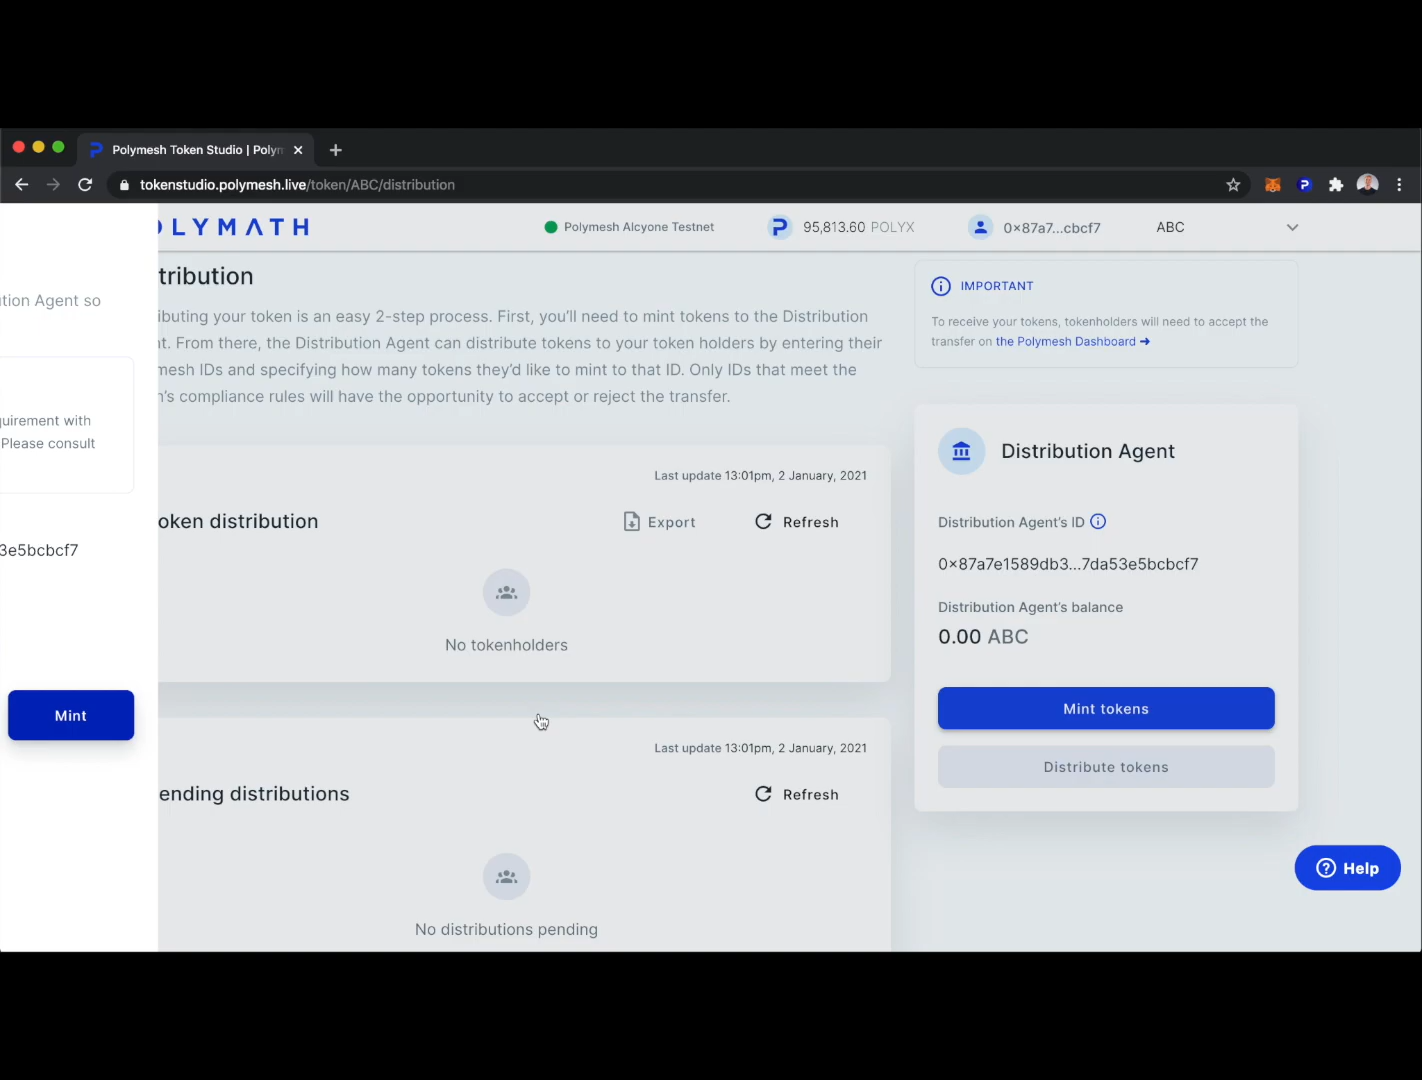 Polymesh Token Studio | Polyn
tokenstudio.polymesh.live/token/ABC/distribution
OLYMATH
Polymesh Alcyone Testnet
95,813.60 POLYX
0x87a7...cbcf7
ABC
tribution
ibuting your token is an easy 2-step process. First, you'll need to mint tokens to the Distribution
nt. From there, the Distribution Agent can distribute tokens to your token holders by entering their
mesh IDs and specifying how many tokens they'd like to mint to that ID. Only IDs that meet the
n's compliance rules will have the opportunity to accept or reject the transfer.
IMPORTANT
To receive your tokens, tokenholders will need to accept the
transfer on the Polymesh Dashboard →
ution Agent so
quirement with
Please consult
3e5bcbcf7
Mint
Last update 13:01pm, 2 January, 2021
oken distribution
Export
Refresh
No tokenholders
Last update 13:01pm, 2 January, 2021
ending distributions
Refresh
No distributions pending
Distribution Agent
Distribution Agent's ID
0x87a7e1589db3...7da53e5bcbcf7
Distribution Agent's balance
0.00 ABC
Mint tokens
Distribute tokens
Help